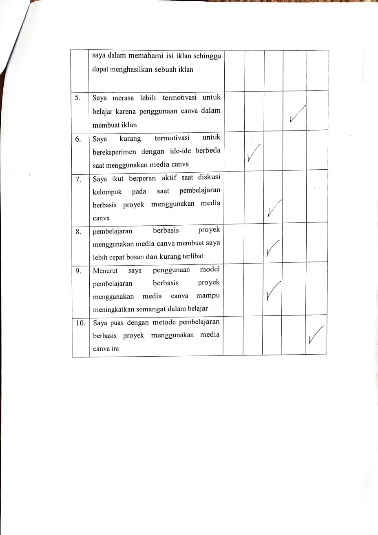 saya dalam memahami isi iklan sehingga
dapat menghasilkan sebuah iklan
5. Saya merasa lebih termotivasi untuk
belajar karena penggunaan canva dalam
membuat iklan
6. Saya kurang termotivasi untuk
bereksperimen dengan ide-ide berbeda
saat menggunakan media canva
7. Saya ikut berperan aktif saat diskusi
kelompok pada saat pembelajaran
berbasis proyek menggunakan media
canva
8. pembelajaran berbasis proyek
menggunakan media canva membuat saya
lebih cepat bosan dan kurang terlibat
9. Menurut saya penggunaan model
pembelajaran berbasis proyek
menggunakan media canva mampu
meningkatkan semangat dalam belajar
10. Saya puas dengan metode pembelajaran
berbasis proyek menggunakan media
canva ini